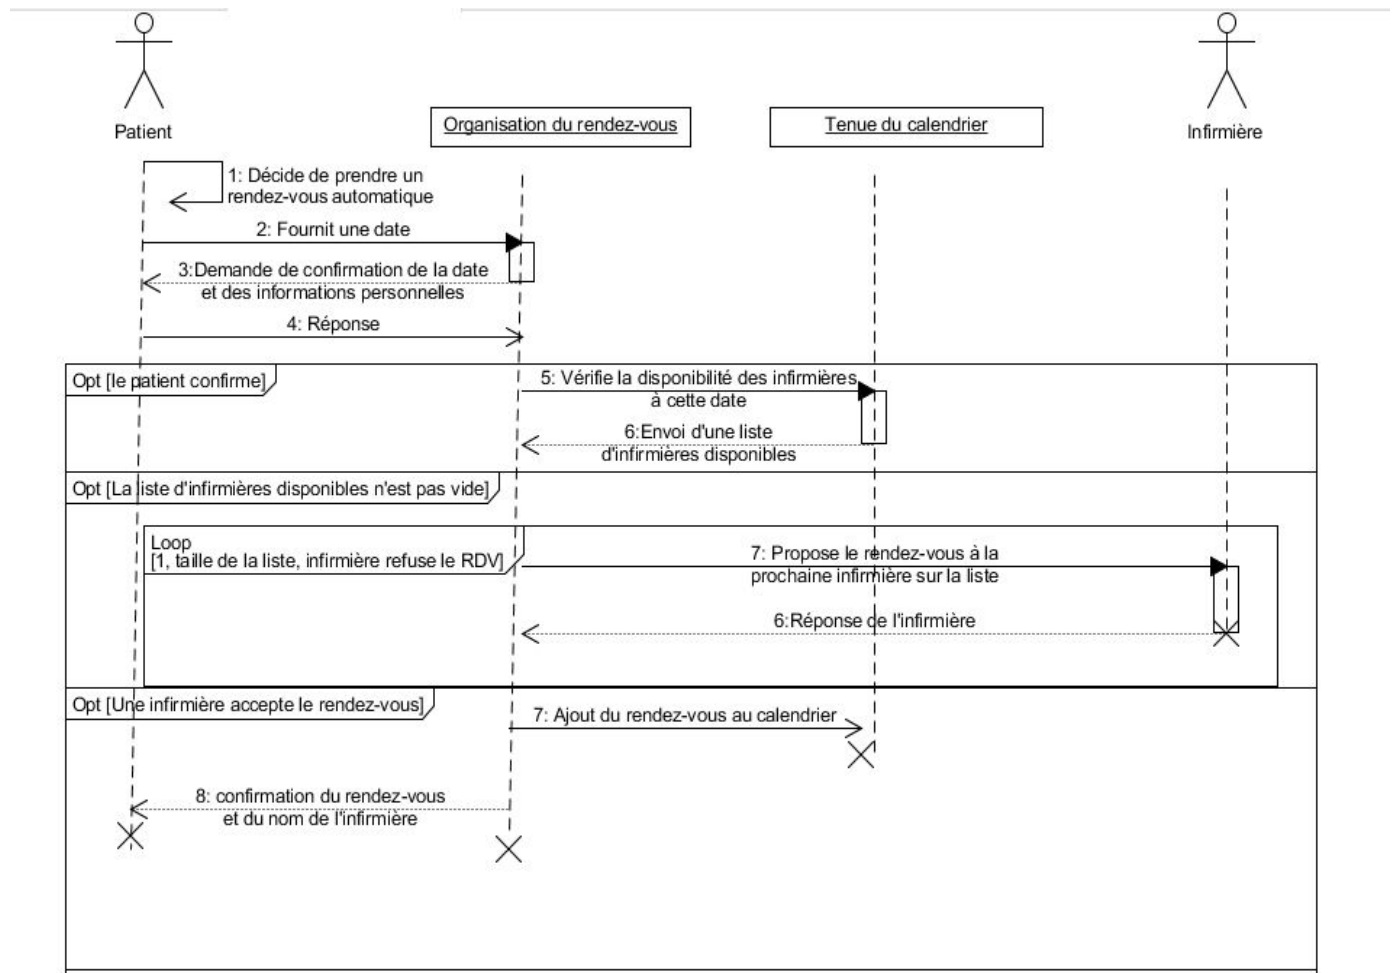 Patient
Organisation du rendez-vous
Tenue du calendrier
Infirmière
1: Décide de prendre un
rendez-vous automatique
2: Fournit une date
3:Demande de confirmation de la date
et des informations personnelles
4: Réponse
Opt [le patient confirme]
5: Vérifie la disponibilité des infirmières
à cette date
6:Envoi d'une liste
d'infirmières disponibles
Opt [La liste d'infirmières disponibles n'est pas vide]
Loop
[1, taille de la liste, infirmière refuse le RDV]
7: Propose le rendez-vous à la
prochaine infirmière sur la liste
6:Réponse de l'infirmière
Opt [Une infirmière accepte le rendez-vous]
7: Ajout du rendez-vous au calendrier
8: confirmation du rendez-vous
et du nom de l'infirmière